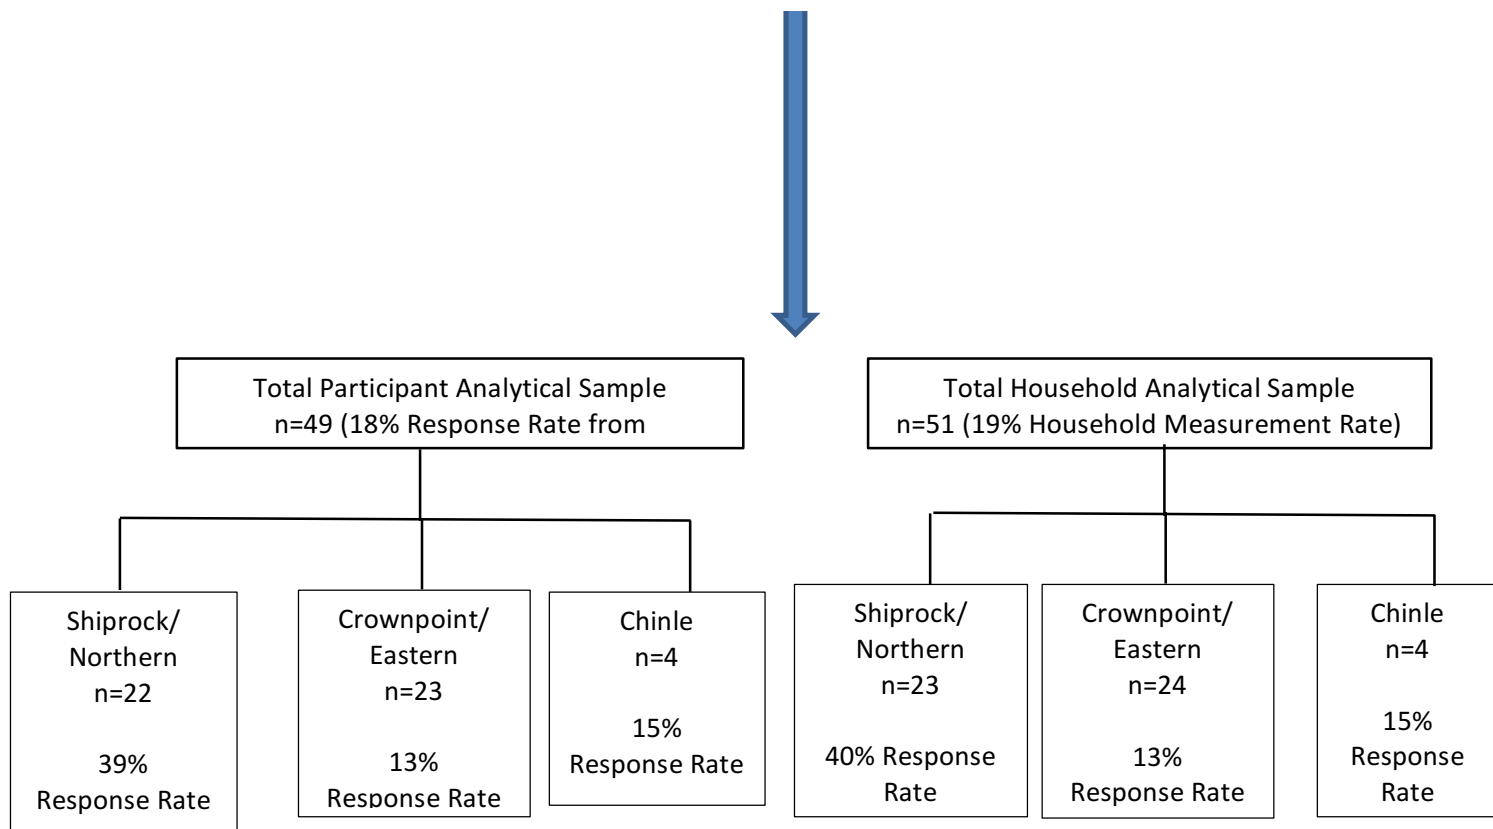 Total Participant Analytical Sample
n=49 (18% Response Rate from
Total Household Analytical Sample
n=51 (19% Household Measurement Rate)
Shiprock/
Northern
n=22
39%
Response Rate
Crownpoint/
Eastern
n=23
13%
Response Rate
Chinle
n=4
15%
Response Rate
Shiprock/
Northern
n=23
40% Response
Rate
Crownpoint/
Eastern
n=24
13%
Response Rate
Chinle
n=4
15%
Response
Rate